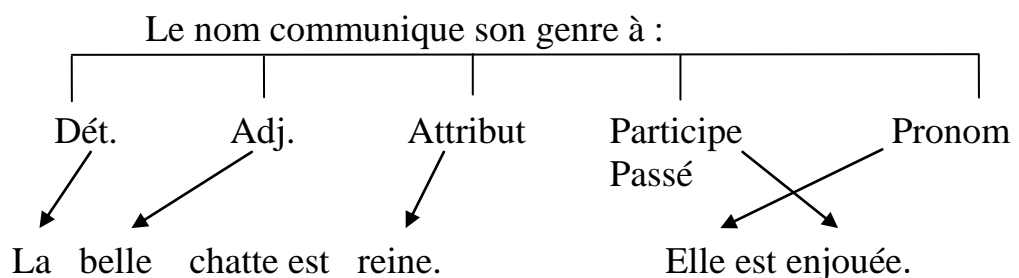 Le nom communique son genre à :
Dét. Adj. Attribut Participe Pronom
Passé
La belle chatte est reine. Elle est enjouée.